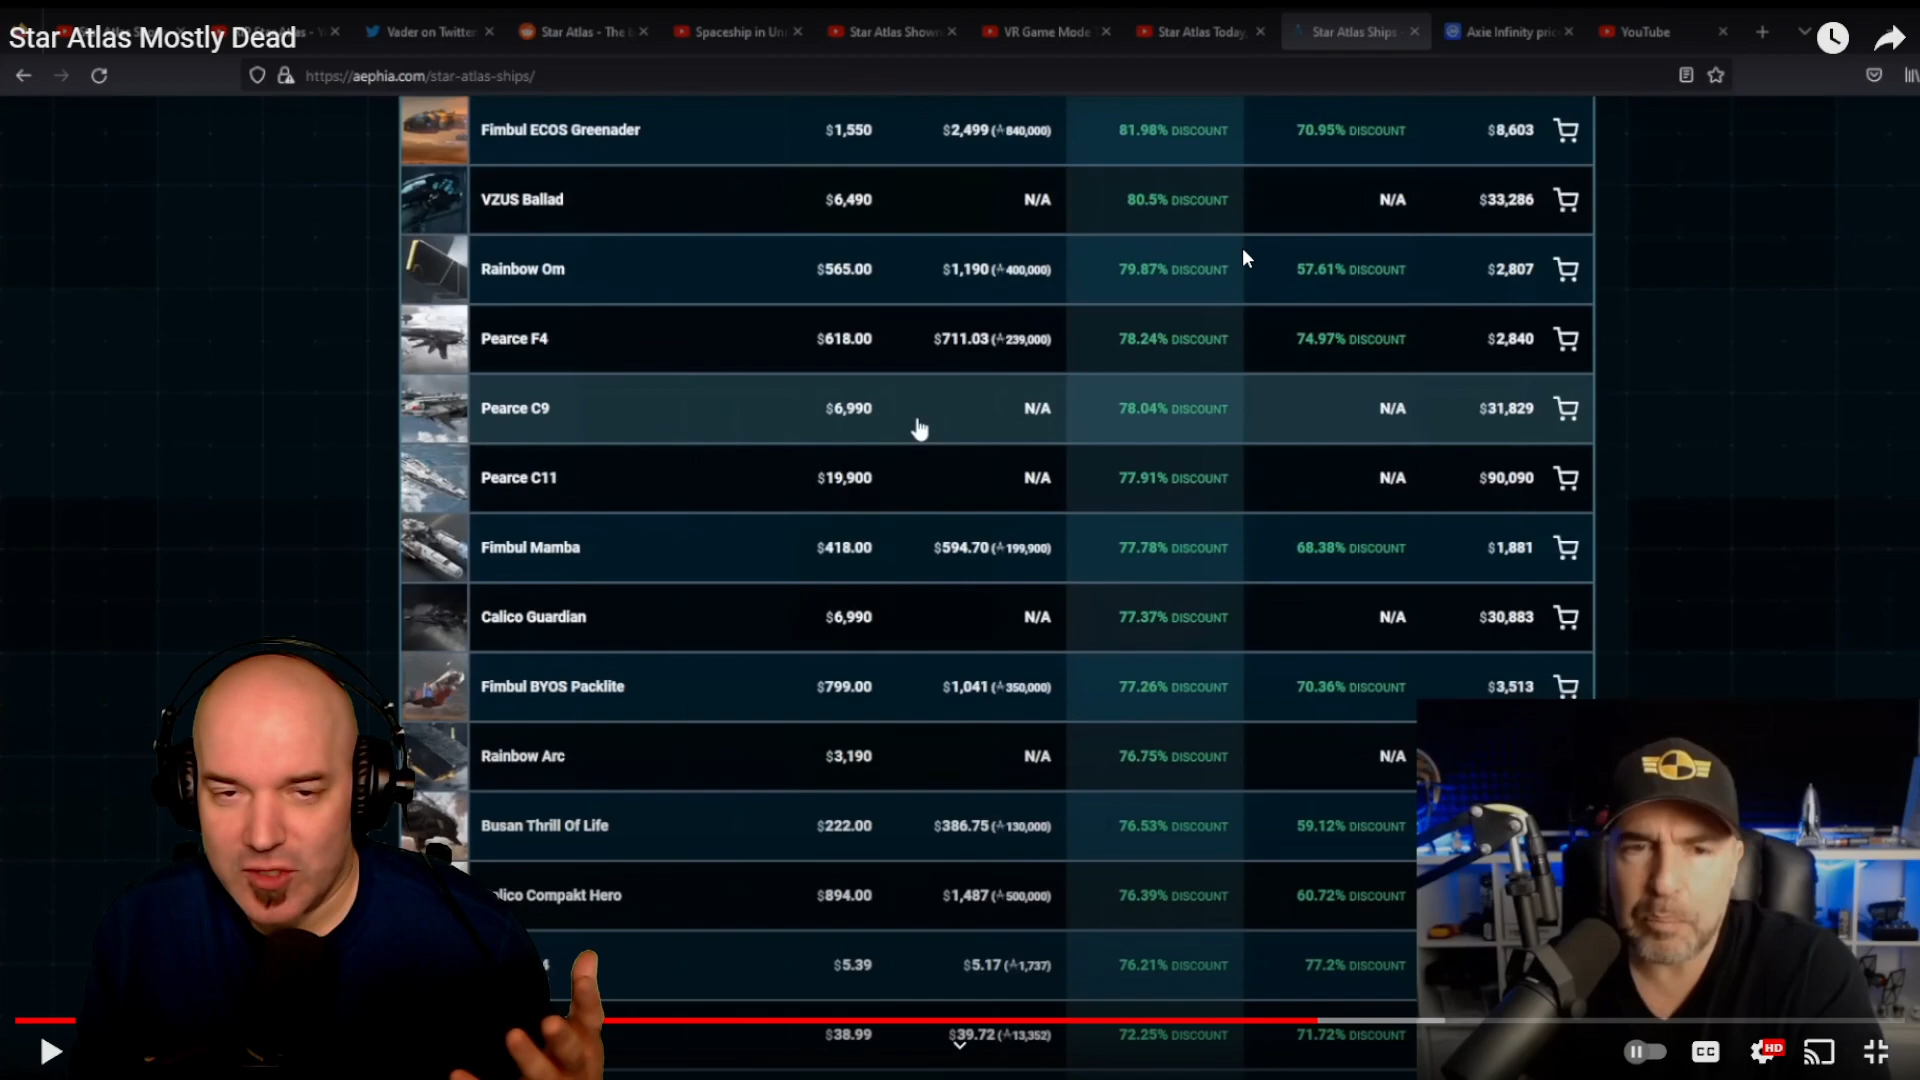 Star Atlas Mostly Dead
Vader on Twitter
Star Atlas - The b
Spaceship in Un
Star Atlas Shown
VR Game Mode
Star Atlas Today,
Star Atlas Ships -
Axie Infinity pric
YouTube
https://aephia.com/star-atlas-ships/
Fimbul ECOS Greenader $1,550 $2,499 (840,000) 81.98% DISCOUNT 70.95% DISCOUNT $8,603
VZUS Ballad $6,490 N/A 80.5% DISCOUNT N/A $33,286
Rainbow Om $565.00 $1,190 (400,000) 79.87% DISCOUNT 57.61% DISCOUNT $2,807
Pearce F4 $618.00 $711.03 (239,000) 78.24% DISCOUNT 74.97% DISCOUNT $2,840
Pearce C9 $6,990 N/A 78.04% DISCOUNT N/A $31,829
Pearce C11 $19,900 N/A 77.91% DISCOUNT N/A $90,090
Fimbul Mamba $418.00 $594.70 (199,900) 77.78% DISCOUNT 68.38% DISCOUNT $1,881
Calico Guardian $6,990 N/A 77.37% DISCOUNT N/A $30,883
Fimbul BYOS Packlite $799.00 $1,041 (350,000) 77.26% DISCOUNT 70.36% DISCOUNT $3,513
Rainbow Arc $3,190 N/A 76.75% DISCOUNT N/A
Busan Thrill Of Life $222.00 $386.75 (130,000) 76.53% DISCOUNT 59.12% DISCOUNT
lico Compakt Hero $894.00 $1,487 (500,000) 76.39% DISCOUNT 60.72% DISCOUNT
4 $5.39 $5.17 (1,737) 76.21% DISCOUNT 77.2% DISCOUNT
$38.99 $39.72 (13,352) 72.25% DISCOUNT 71.72% DISCOUNT
CC
HD